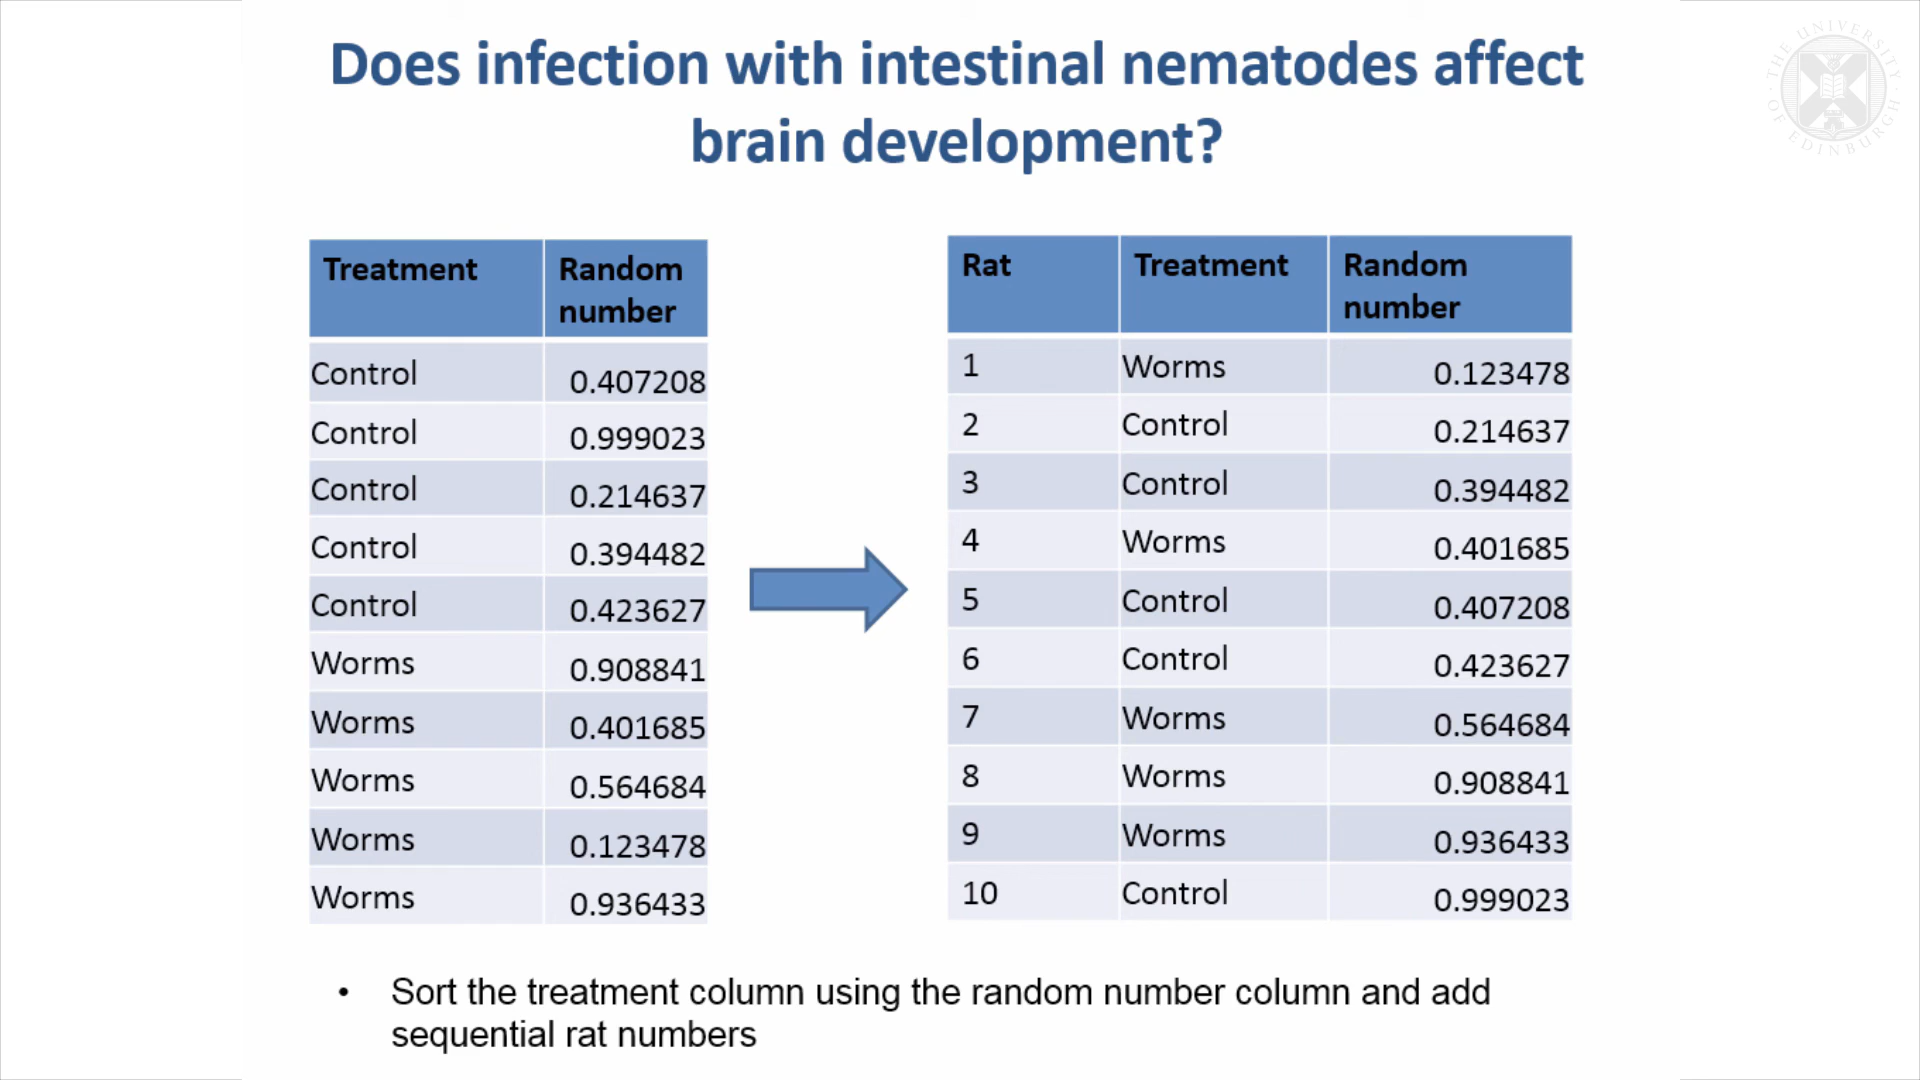 Does infection with intestinal nematodes affect
brain development?
THE UNIVERSITY OF EDINBURGH
Treatment Random number
Control 0.407208
Control 0.999023
Control 0.214637
Control 0.394482
Control 0.423627
Worms 0.908841
Worms 0.401685
Worms 0.564684
Worms 0.123478
Worms 0.936433
Rat Treatment Random number
1 Worms 0.123478
2 Control 0.214637
3 Control 0.394482
4 Worms 0.401685
5 Control 0.407208
6 Control 0.423627
7 Worms 0.564684
8 Worms 0.908841
9 Worms 0.936433
10 Control 0.999023
• Sort the treatment column using the random number column and add
sequential rat numbers